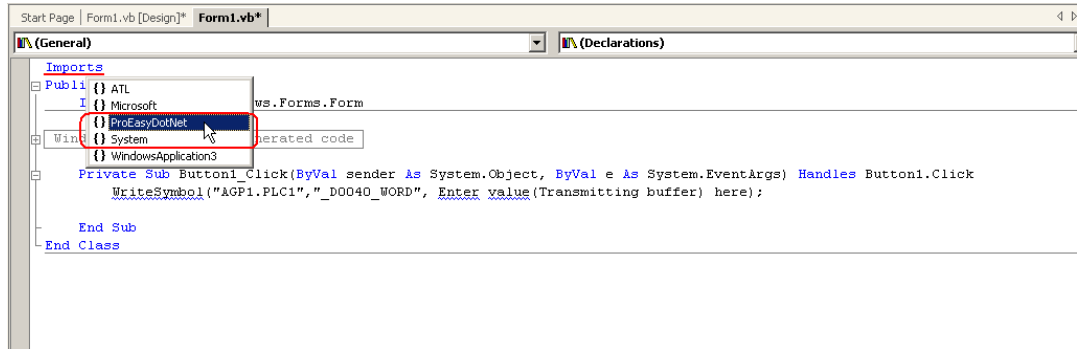 Start Page Form1.vb [Design]* Form1.vb*
(General) (Declarations)
Imports
Publi
{} ATL
I
{} Microsoft
ws.Forms.Form
{} ProEasyDotNet
Wind
{} System
nerated code
{} WindowsApplication3
Private Sub Button1_Click(ByVal sender As System.Object, ByVal e As System.EventArgs) Handles Button1.Click
WriteSymbol("AGP1.PLC1","_D0040_WORD", Enter value(Transmitting buffer) here);
End Sub
End Class